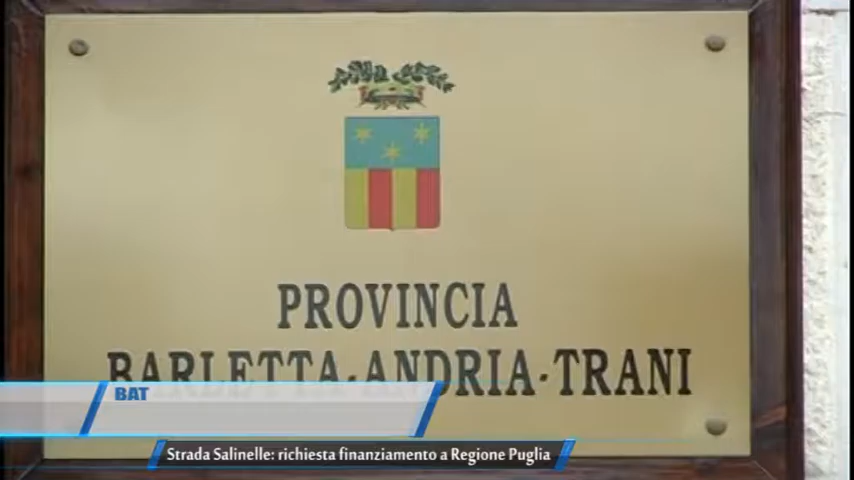 PROVINCIA
BARLETTA-ANDRIA-TRANI
BAT
Strada Salinelle: richiesta finanziamento a Regione Puglia